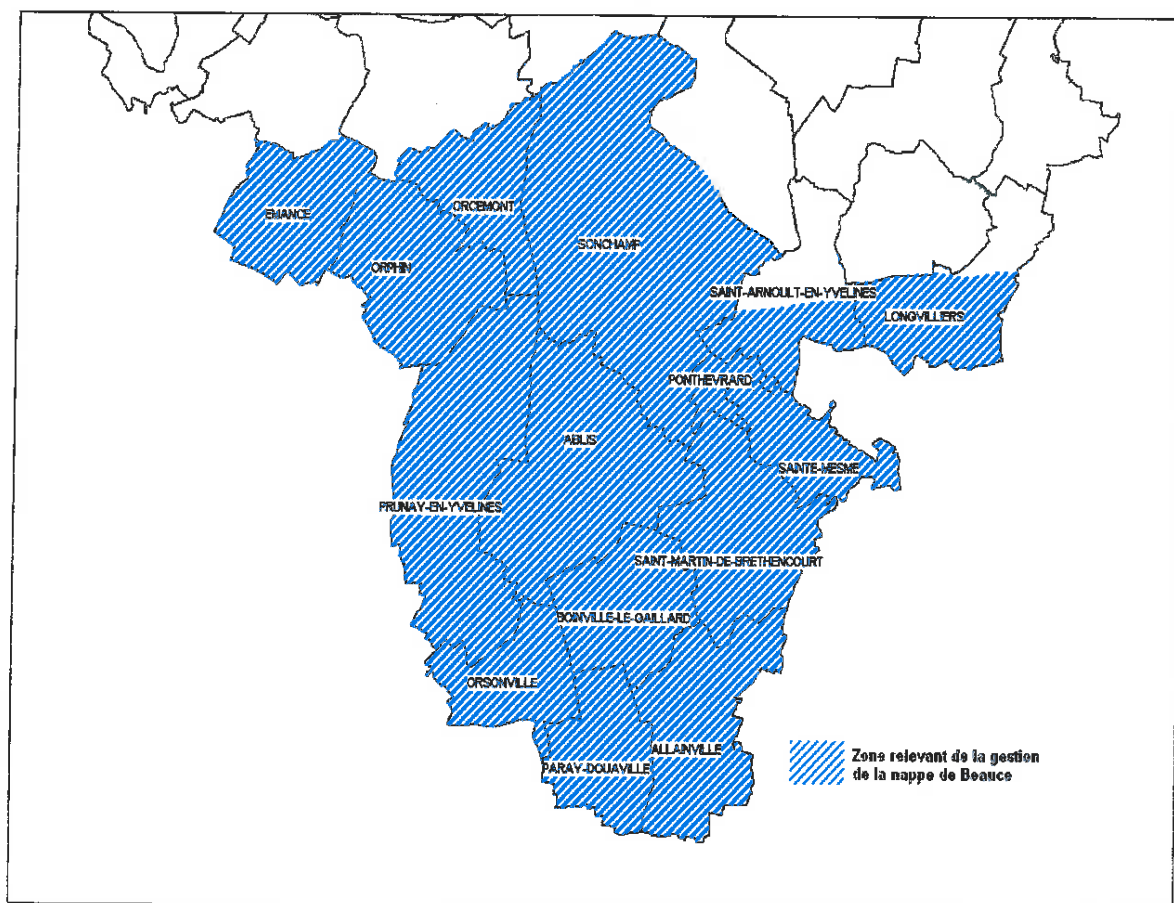 EMANCE
ORCEMONT
SONCHAMP
ORPHIN
SAINT-ARNOULT-EN-YVELINES
LONGVILLIERS
PONTHEVRARD
ABLIS
SAINTE-MESME
PRUNAY-EN-YVELINES
SAINT-MARTIN-DE-BRETHENCOURT
BOINVILLE-LE-GAILLARD
ORSONVILLE
ALLAINVILLE
PARAY-DOUAVILLE
Zone relevant de la gestion
de la nappe de Beauce